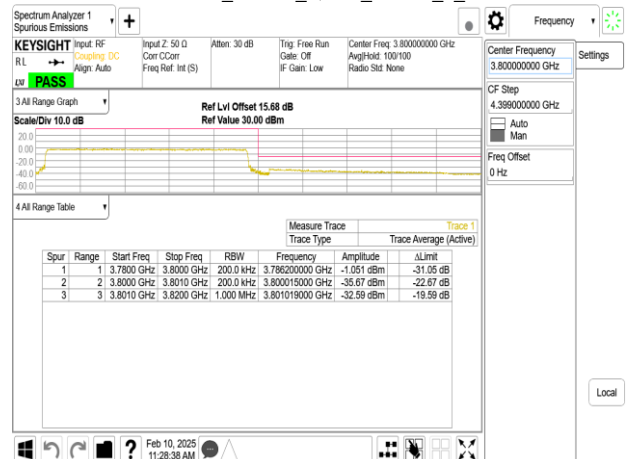 Spectrum Analyzer 1
Spurious Emissions
Frequency
KEYSIGHT
RL
LXI
PASS
Input: RF
Coupling: DC
Align: Auto
Input Z: 50 Ω
Corr CCorr
Freq Ref: Int (S)
Atten: 30 dB
Trig: Free Run
Gate: Off
IF Gain: Low
Center Freq: 3.800000000 GHz
Avg|Hold: 100/100
Radio Std: None
Center Frequency
3.800000000 GHz
Settings
CF Step
4.399000000 GHz
Auto
Man
Freq Offset
0 Hz
3 All Range Graph
Scale/Div 10.0 dB
Ref Lvl Offset 15.68 dB
Ref Value 30.00 dBm
20.0
0.00
-20.0
-40.0
-60.0
4 All Range Table
Measure Trace Trace 1
Trace Type Trace Average (Active)
Spur Range Start Freq Stop Freq RBW Frequency Amplitude ΔLimit
1 1 3.7800 GHz 3.8000 GHz 200.0 kHz 3.786200000 GHz -1.051 dBm -31.05 dB
2 2 3.8000 GHz 3.8010 GHz 200.0 kHz 3.800015000 GHz -35.67 dBm -22.67 dB
3 3 3.8010 GHz 3.8200 GHz 1.000 MHz 3.801019000 GHz -32.59 dBm -19.59 dB
Local
?
Feb 10, 2025
11:28:38 AM